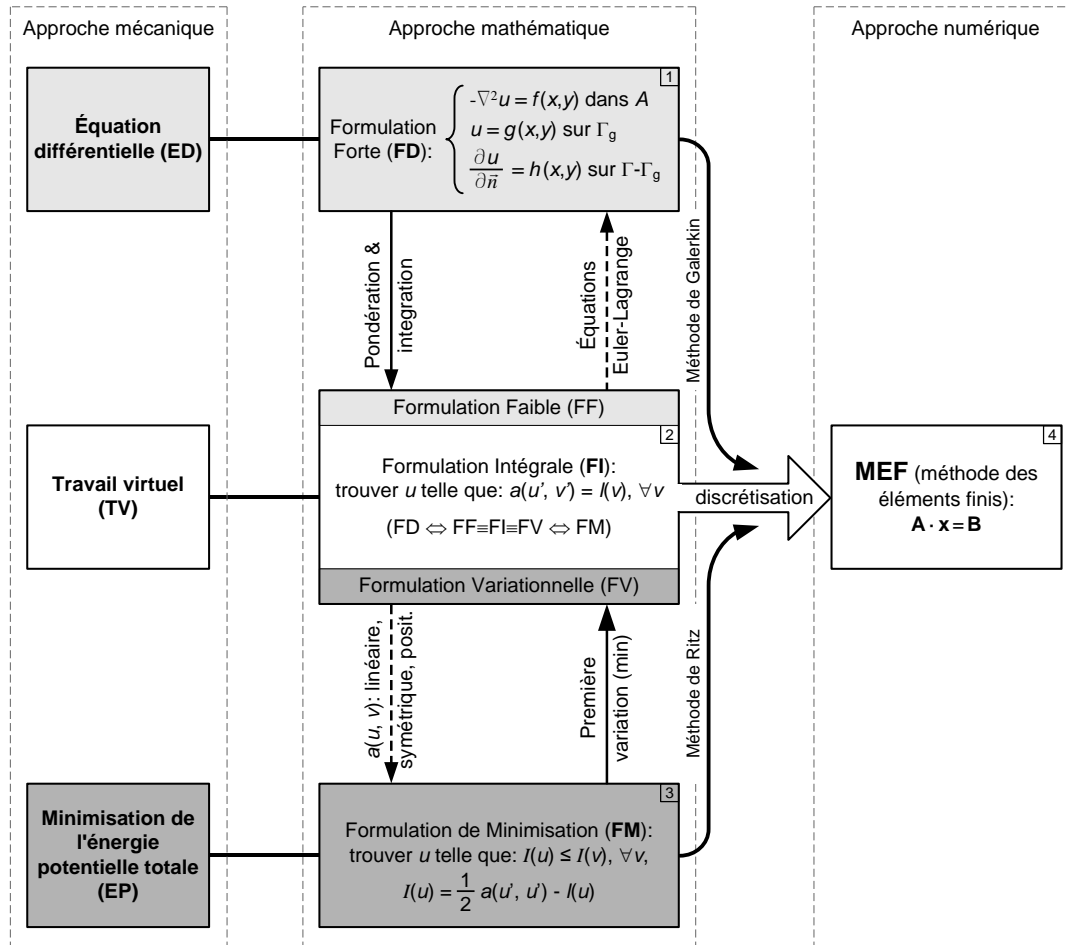 Approche mécanique
Approche mathématique
Approche numérique
Équation
différentielle (ED)
1
Formulation
Forte (FD):
-∇²u = f(x,y) dans A
u = g(x,y) sur Γg
∂u/∂n⃗ = h(x,y) sur Γ-Γg
Pondération &
integration
Équations
Euler-Lagrange
Méthode de Galerkin
Travail virtuel
(TV)
Formulation Faible (FF)
2
Formulation Intégrale (FI):
trouver u telle que: a(u', v') = l(v), ∀v
(FD ⇔ FF≡FI≡FV ⇔ FM)
Formulation Variationnelle (FV)
discrétisation
4
MEF (méthode des
éléments finis):
A · x = B
a(u, v): linéaire,
symétrique, posit.
Première
variation (min)
Méthode de Ritz
Minimisation de
l'énergie
potentielle totale
(EP)
3
Formulation de Minimisation (FM):
trouver u telle que: I(u) ≤ I(v), ∀v,
I(u) = 1/2 a(u', u') - l(u)